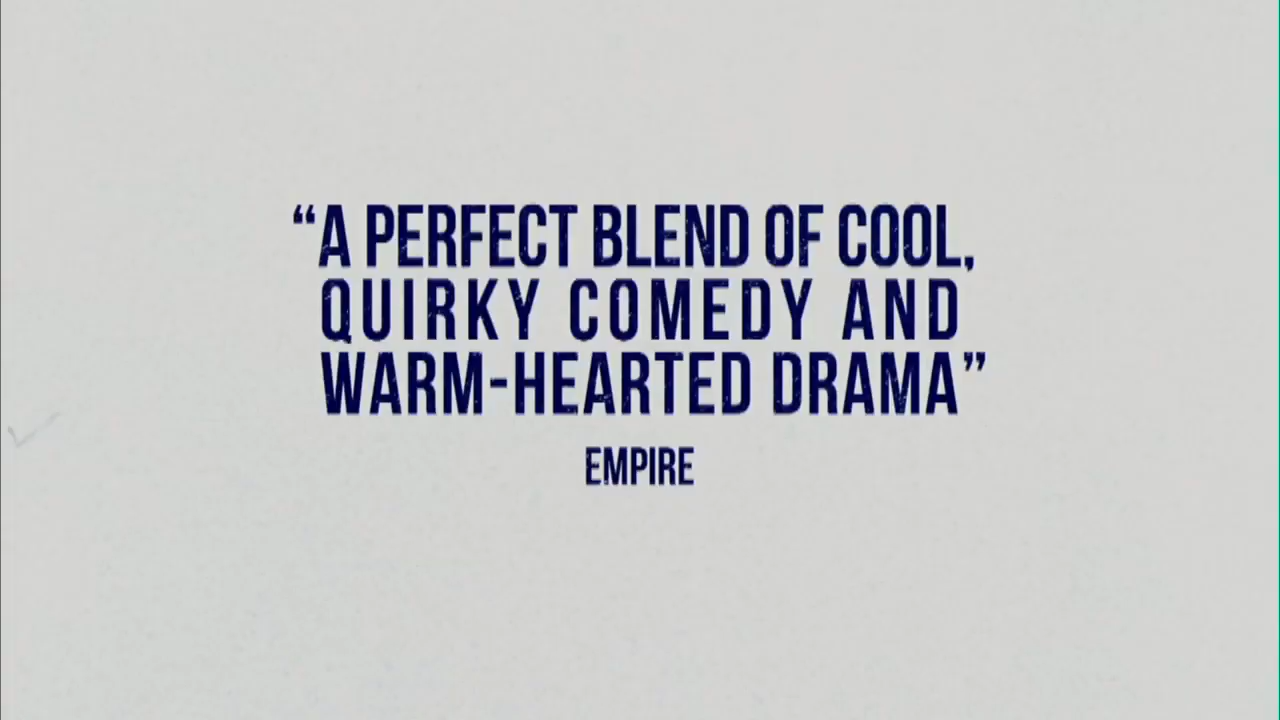 “A PERFECT BLEND OF COOL,
QUIRKY COMEDY AND
WARM-HEARTED DRAMA”
EMPIRE